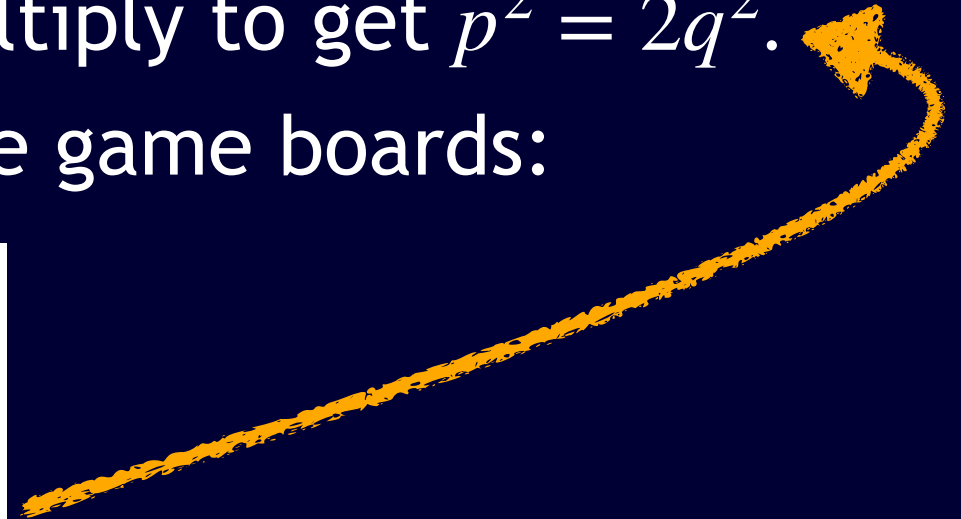 ltiply to get p² = 2q².
e game boards: